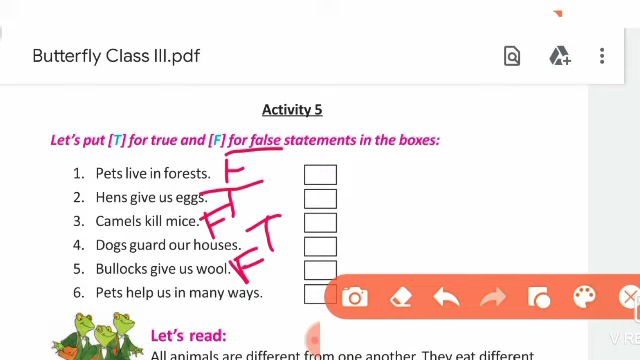 Butterfly Class III.pdf
Activity 5
Let's put [T] for true and [F] for false statements in the boxes:
1. Pets live in forests. F
2. Hens give us eggs. T
3. Camels kill mice. F
4. Dogs guard our houses. T
5. Bullocks give us wool. F
6. Pets help us in many ways.
Let's read:
All animals are different from one another. They eat different